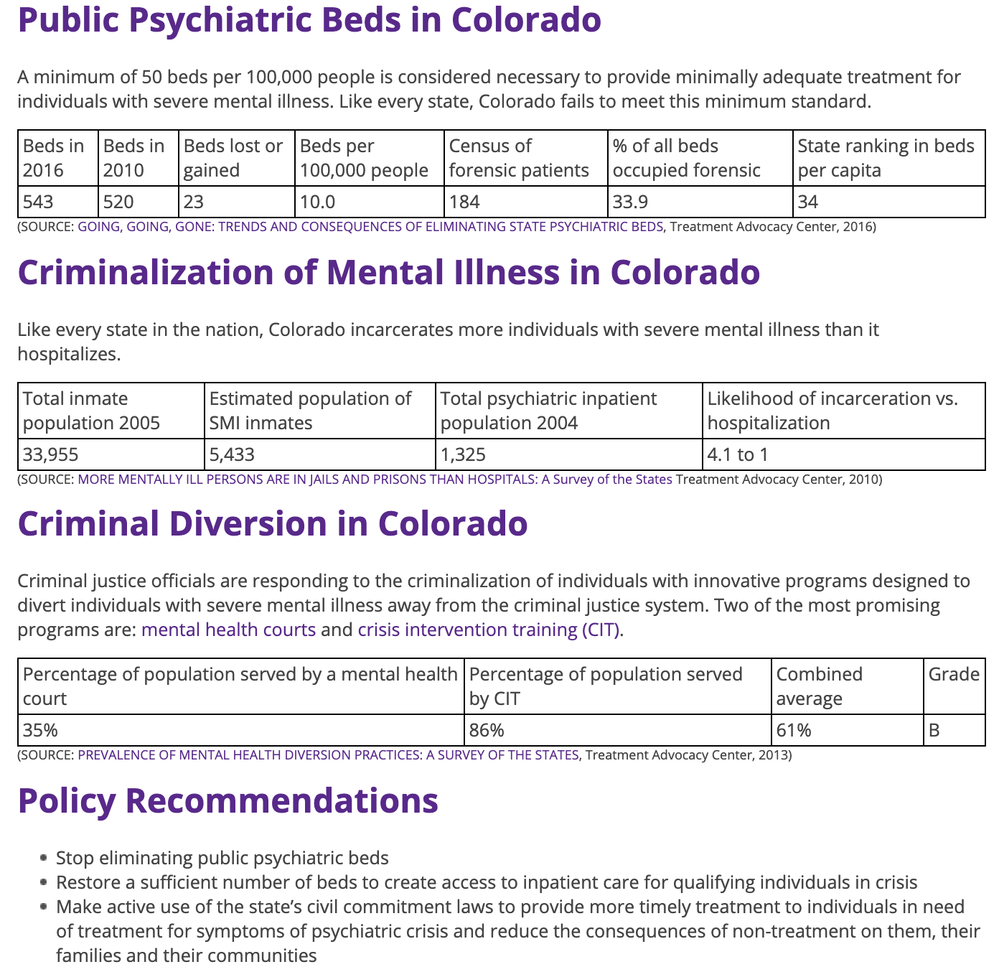 Public Psychiatric Beds in Colorado
A minimum of 50 beds per 100,000 people is considered necessary to provide minimally adequate treatment for
individuals with severe mental illness. Like every state, Colorado fails to meet this minimum standard.
Beds in 2016 Beds in 2010 Beds lost or gained Beds per 100,000 people Census of forensic patients % of all beds occupied forensic State ranking in beds per capita
543 520 23 10.0 184 33.9 34
(SOURCE: GOING, GOING, GONE: TRENDS AND CONSEQUENCES OF ELIMINATING STATE PSYCHIATRIC BEDS, Treatment Advocacy Center, 2016)
Criminalization of Mental Illness in Colorado
Like every state in the nation, Colorado incarcerates more individuals with severe mental illness than it
hospitalizes.
Total inmate population 2005 Estimated population of SMI inmates Total psychiatric inpatient population 2004 Likelihood of incarceration vs. hospitalization
33,955 5,433 1,325 4.1 to 1
(SOURCE: MORE MENTALLY ILL PERSONS ARE IN JAILS AND PRISONS THAN HOSPITALS: A Survey of the States Treatment Advocacy Center, 2010)
Criminal Diversion in Colorado
Criminal justice officials are responding to the criminalization of individuals with innovative programs designed to
divert individuals with severe mental illness away from the criminal justice system. Two of the most promising
programs are: mental health courts and crisis intervention training (CIT).
Percentage of population served by a mental health court Percentage of population served by CIT Combined average Grade
35% 86% 61% B
(SOURCE: PREVALENCE OF MENTAL HEALTH DIVERSION PRACTICES: A SURVEY OF THE STATES, Treatment Advocacy Center, 2013)
Policy Recommendations
• Stop eliminating public psychiatric beds
• Restore a sufficient number of beds to create access to inpatient care for qualifying individuals in crisis
• Make active use of the state’s civil commitment laws to provide more timely treatment to individuals in need
of treatment for symptoms of psychiatric crisis and reduce the consequences of non-treatment on them, their
families and their communities